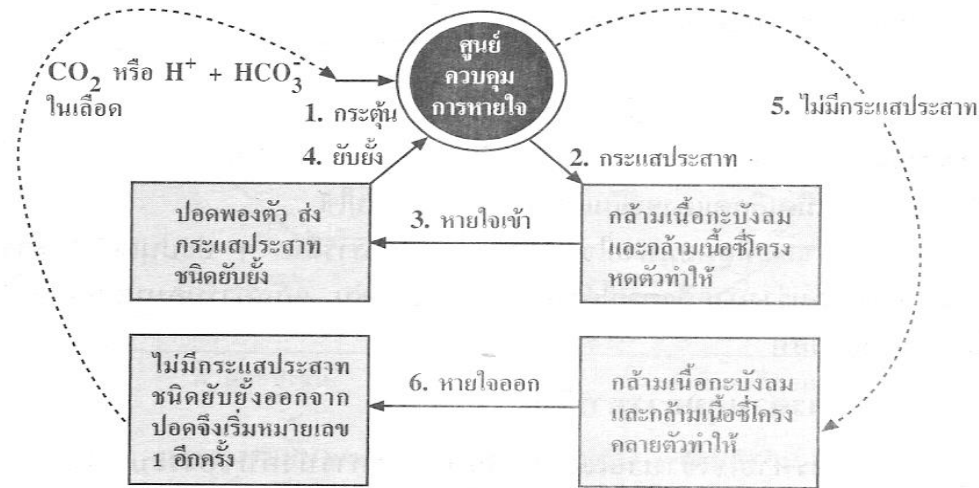 ศูนย์
ควบคุม
การหายใจ
CO₂ หรือ H⁺ + HCO₃⁻
ในเลือด
1. กระตุ้น
4. ยับยั้ง
2. กระแสประสาท
5. ไม่มีกระแสประสาท
ปอดพองตัว ส่ง
กระแสประสาท
ชนิดยับยั้ง
3. หายใจเข้า
กล้ามเนื้อกะบังลม
และกล้ามเนื้อซี่โครง
หดตัวทำให้
ไม่มีกระแสประสาท
ชนิดยับยั้งออกจาก
ปอดจึงเริ่มหมายเลข
1 อีกครั้ง
6. หายใจออก
กล้ามเนื้อกะบังลม
และกล้ามเนื้อซี่โครง
คลายตัวทำให้